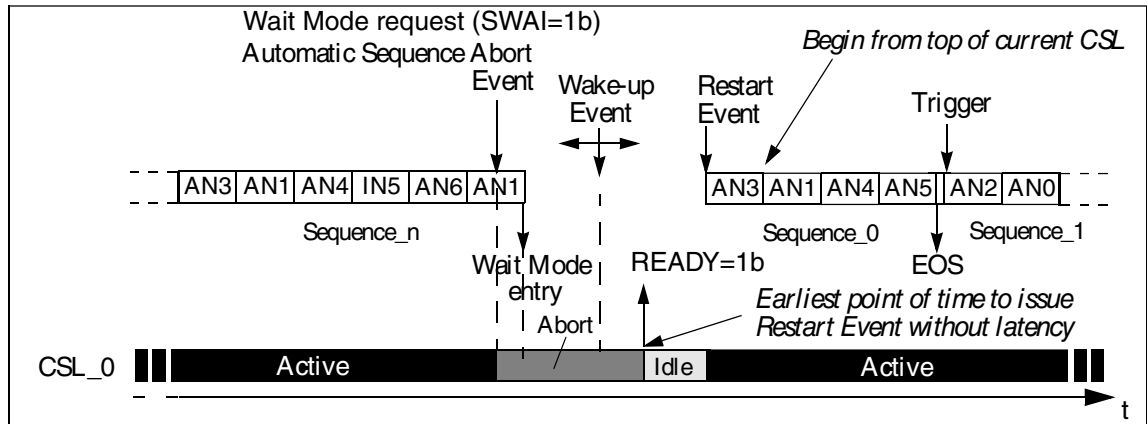 Wait Mode request (SWAI=1b)
Automatic Sequence Abort
Event
Wake-up
Event
Restart
Event
Begin from top of current CSL
Trigger
AN3 AN1 AN4 IN5 AN6 AN1
AN3 AN1 AN4 AN5 AN2 AN0
Sequence_n
Sequence_0
Sequence_1
Wait Mode
entry
READY=1b
EOS
Earliest point of time to issue
Restart Event without latency
Abort
CSL_0
Active
Idle
Active
t